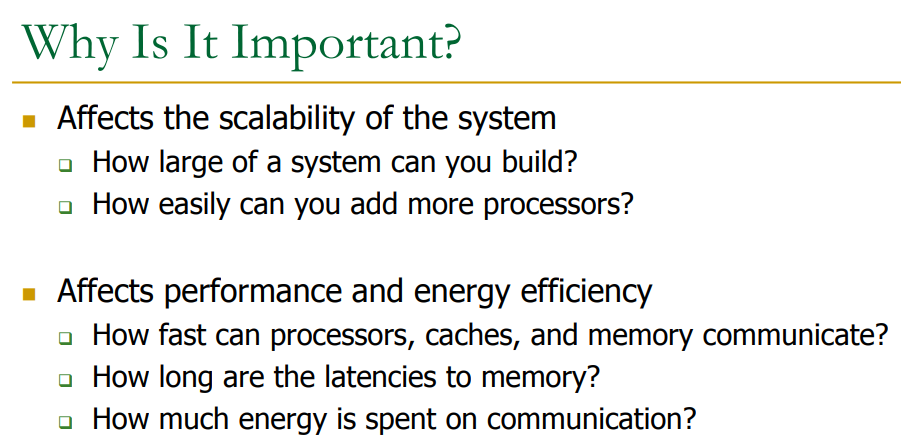 Why Is It Important?
Affects the scalability of the system
How large of a system can you build?
How easily can you add more processors?
Affects performance and energy efficiency
How fast can processors, caches, and memory communicate?
How long are the latencies to memory?
How much energy is spent on communication?